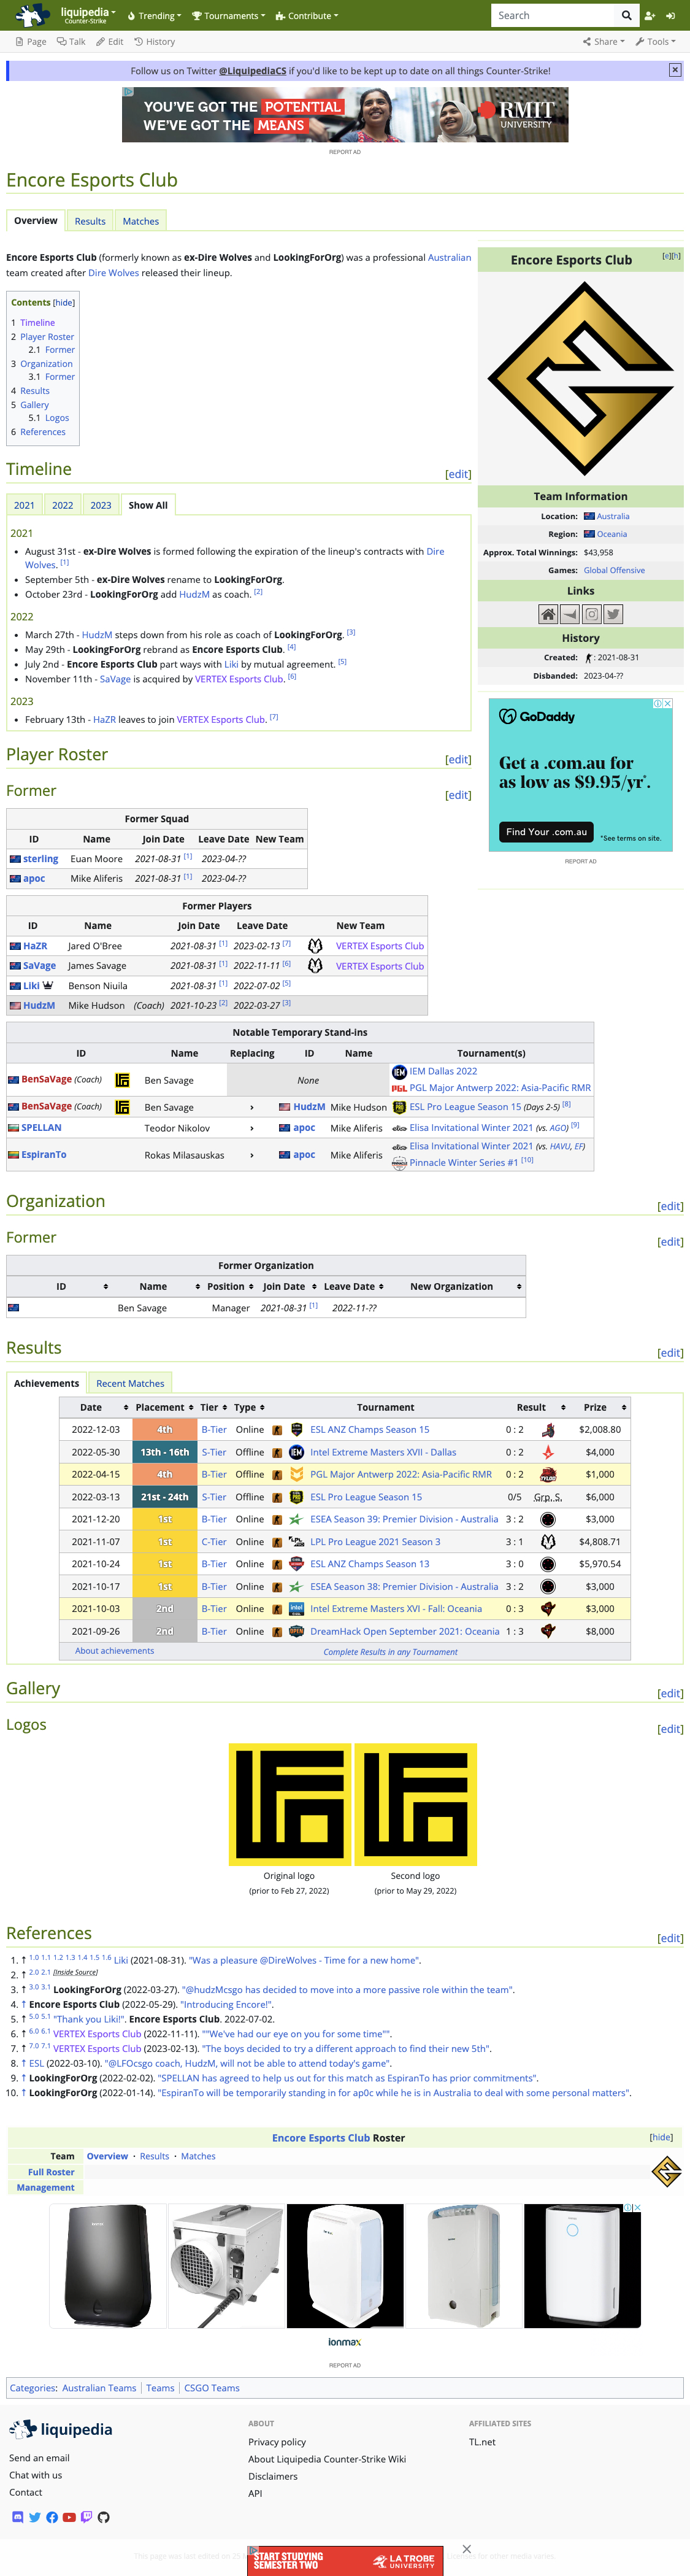 liquipedia
Counter-Strike
Trending
Tournaments
Contribute
Search
Page
Talk
Edit
History
Share
Tools
Follow us on Twitter @LiquipediaCS if you'd like to be kept up to date on all things Counter-Strike!
YOU'VE GOT THE POTENTIAL
WE'VE GOT THE MEANS
RMIT
UNIVERSITY
REPORT AD
Encore Esports Club
Overview
Results
Matches
Encore Esports Club (formerly known as ex-Dire Wolves and LookingForOrg) was a professional Australian
team created after Dire Wolves released their lineup.
Contents [hide]
1 Timeline
2 Player Roster
2.1 Former
3 Organization
3.1 Former
4 Results
5 Gallery
5.1 Logos
6 References
Encore Esports Club
[e][h]
Team Information
Location: Australia
Region: Oceania
Approx. Total Winnings: $43,958
Games: Global Offensive
Links
History
Created: : 2021-08-31
Disbanded: 2023-04-??
GoDaddy
Get a .com.au for
as low as $9.95/yr*.
Find Your .com.au
*See terms on site.
REPORT AD
Timeline
[edit]
2021
2022
2023
Show All
2021
August 31st - ex-Dire Wolves is formed following the expiration of the lineup's contracts with Dire
Wolves. [1]
September 5th - ex-Dire Wolves rename to LookingForOrg.
October 23rd - LookingForOrg add HudzM as coach. [2]
2022
March 27th - HudzM steps down from his role as coach of LookingForOrg. [3]
May 29th - LookingForOrg rebrand as Encore Esports Club. [4]
July 2nd - Encore Esports Club part ways with Liki by mutual agreement. [5]
November 11th - SaVage is acquired by VERTEX Esports Club. [6]
2023
February 13th - HaZR leaves to join VERTEX Esports Club. [7]
Player Roster
[edit]
Former
[edit]
Former Squad
ID Name Join Date Leave Date New Team
sterling Euan Moore 2021-08-31 [1] 2023-04-??
apoc Mike Aliferis 2021-08-31 [1] 2023-04-??
Former Players
ID Name Join Date Leave Date New Team
HaZR Jared O'Bree 2021-08-31 [1] 2023-02-13 [7] VERTEX Esports Club
SaVage James Savage 2021-08-31 [1] 2022-11-11 [6] VERTEX Esports Club
Liki Benson Niuila 2021-08-31 [1] 2022-07-02 [5]
HudzM Mike Hudson (Coach) 2021-10-23 [2] 2022-03-27 [3]
Notable Temporary Stand-ins
ID Name Replacing ID Name Tournament(s)
BenSaVage (Coach) Ben Savage None IEM IEM Dallas 2022
PGL PGL Major Antwerp 2022: Asia-Pacific RMR
BenSaVage (Coach) Ben Savage › HudzM Mike Hudson ESL Pro League Season 15 (Days 2-5) [8]
SPELLAN Teodor Nikolov › apoc Mike Aliferis Elisa Invitational Winter 2021 (vs. AGO) [9]
EspiranTo Rokas Milasauskas › apoc Mike Aliferis Elisa Invitational Winter 2021 (vs. HAVU, EF)
Pinnacle Winter Series #1 [10]
Organization
[edit]
Former
[edit]
Former Organization
ID Name Position Join Date Leave Date New Organization
Ben Savage Manager 2021-08-31 [1] 2022-11-??
Results
[edit]
Achievements
Recent Matches
Date Placement Tier Type Tournament Result Prize
2022-12-03 4th B-Tier Online ESL ANZ Champs Season 15 0 : 2 $2,008.80
2022-05-30 13th - 16th S-Tier Offline IEM Intel Extreme Masters XVII - Dallas 0 : 2 $4,000
2022-04-15 4th B-Tier Offline PGL Major Antwerp 2022: Asia-Pacific RMR 0 : 2 $1,000
2022-03-13 21st - 24th S-Tier Offline ESL Pro League Season 15 0/5 Grp. S. $6,000
2021-12-20 1st B-Tier Online ESEA Season 39: Premier Division - Australia 3 : 2 $3,000
2021-11-07 1st C-Tier Online LPL Pro League 2021 Season 3 3 : 1 $4,808.71
2021-10-24 1st B-Tier Online ESL ANZ Champs Season 13 3 : 0 $5,970.54
2021-10-17 1st B-Tier Online ESEA Season 38: Premier Division - Australia 3 : 2 $3,000
2021-10-03 2nd B-Tier Online intel Intel Extreme Masters XVI - Fall: Oceania 0 : 3 $3,000
2021-09-26 2nd B-Tier Online OPEN DreamHack Open September 2021: Oceania 1 : 3 $8,000
About achievements
Complete Results in any Tournament
Gallery
[edit]
Logos
[edit]
Original logo
(prior to Feb 27, 2022)
Second logo
(prior to May 29, 2022)
References
[edit]
1. ↑ 1.0 1.1 1.2 1.3 1.4 1.5 1.6 Liki (2021-08-31). "Was a pleasure @DireWolves - Time for a new home".
2. ↑ 2.0 2.1 [Inside Source]
3. ↑ 3.0 3.1 LookingForOrg (2022-03-27). "@hudzMcsgo has decided to move into a more passive role within the team".
4. ↑ Encore Esports Club (2022-05-29). "Introducing Encore!".
5. ↑ 5.0 5.1 "Thank you Liki!". Encore Esports Club. 2022-07-02.
6. ↑ 6.0 6.1 VERTEX Esports Club (2022-11-11). ""We've had our eye on you for some time"".
7. ↑ 7.0 7.1 VERTEX Esports Club (2023-02-13). "The boys decided to try a different approach to find their new 5th".
8. ↑ ESL (2022-03-10). "@LFOcsgo coach, HudzM, will not be able to attend today's game".
9. ↑ LookingForOrg (2022-02-02). "SPELLAN has agreed to help us out for this match as EspiranTo has prior commitments".
10. ↑ LookingForOrg (2022-01-14). "EspiranTo will be temporarily standing in for ap0c while he is in Australia to deal with some personal matters".
Encore Esports Club Roster
[hide]
Team Overview · Results · Matches
Full Roster
Management
ionmax
REPORT AD
Categories: Australian Teams | Teams | CSGO Teams
liquipedia
Send an email
Chat with us
Contact
ABOUT
Privacy policy
About Liquipedia Counter-Strike Wiki
Disclaimers
API
AFFILIATED SITES
TL.net
START STUDYING
SEMESTER TWO
LA TROBE
UNIVERSITY